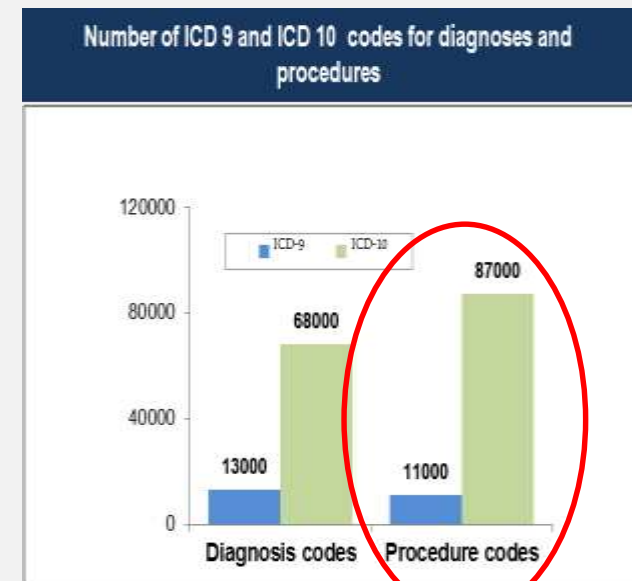 Number of ICD 9 and ICD 10 codes for diagnoses and
procedures
120000
ICD-9 ICD-10
87000
80000
68000
40000
13000
11000
0
Diagnosis codes Procedure codes